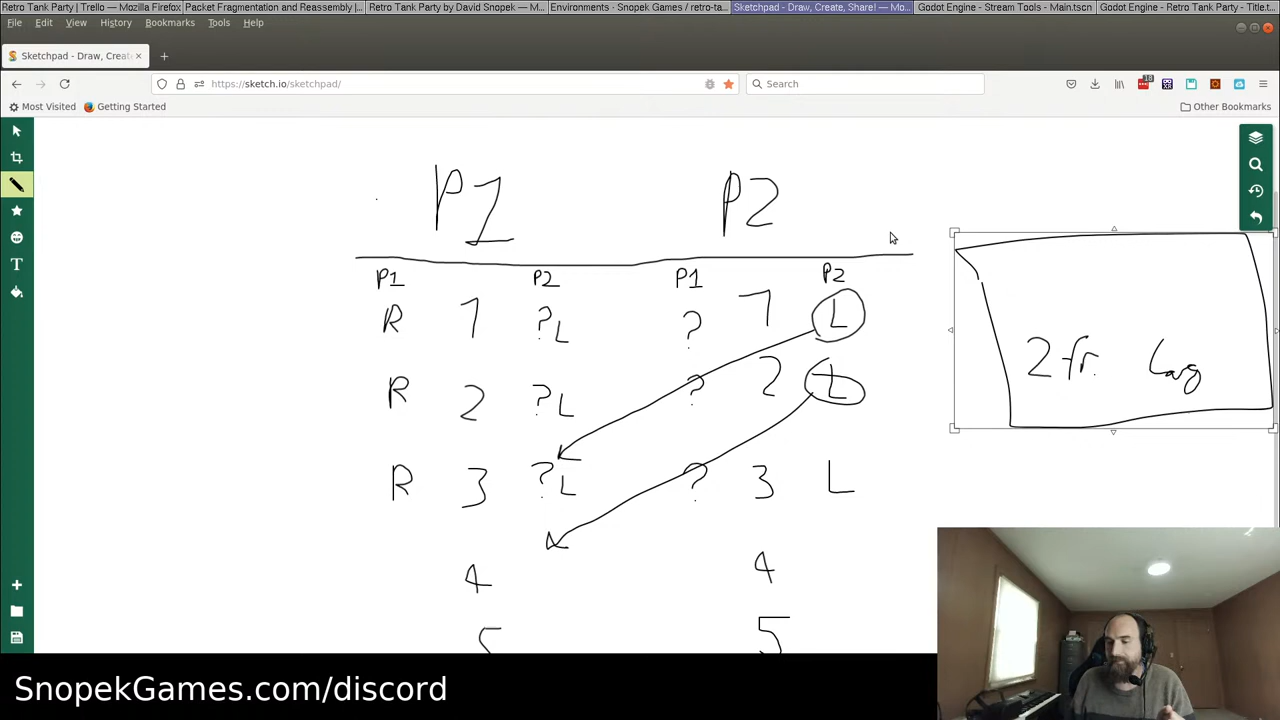 Retro Tank Party | Trello — Mozilla Firefox
Packet Fragmentation and Reassembly |...
Retro Tank Party by David Snopek — M...
Environments · Snopek Games / retro-ta...
Sketchpad - Draw, Create, Share! — Mo...
Godot Engine - Stream Tools - Main.tscn
Godot Engine - Retro Tank Party - Title.t...
File Edit View History Bookmarks Tools Help
Sketchpad - Draw, Creat
https://sketch.io/sketchpad/
Search
18
Most Visited
Getting Started
Other Bookmarks
P1 P2
P1 P2 P1 P2
R 1 ?L ? 1 L
R 2 ?L ? 2 L
R 3 ?L ? 3 L
4 4
5 5
2 fr. Lag
T
SnopekGames.com/discord